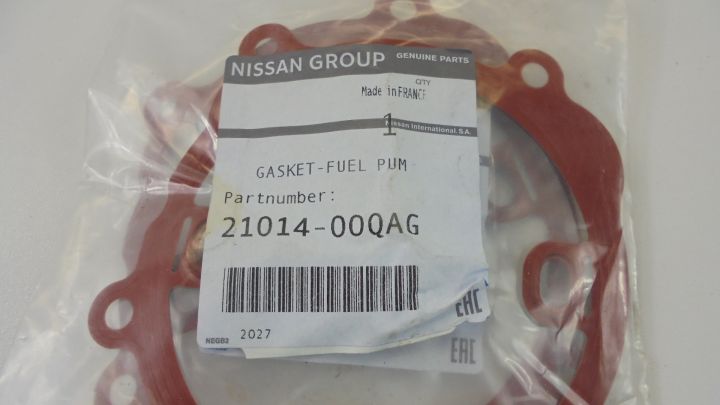 NISSAN GROUP GENUINE PARTS
QTY
Made in FRANCE
1
Nissan International. S.A.
GASKET-FUEL PUM
Partnumber:
21014-00QAG
NEGB2 2027
EAC
EAC